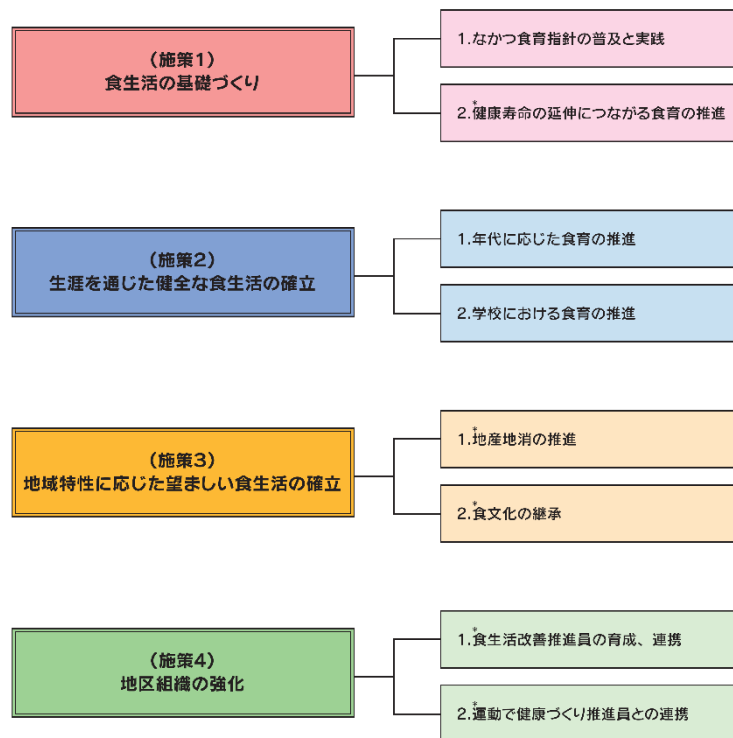 (施策1)
食生活の基礎づくり
1.なかつ食育指針の普及と実践
2.*健康寿命の延伸につながる食育の推進
(施策2)
生涯を通じた健全な食生活の確立
1.年代に応じた食育の推進
2.学校における食育の推進
(施策3)
地域特性に応じた望ましい食生活の確立
1.*地産地消の推進
2.*食文化の継承
(施策4)
地区組織の強化
1.*食生活改善推進員の育成、連携
2.*運動で健康づくり推進員との連携